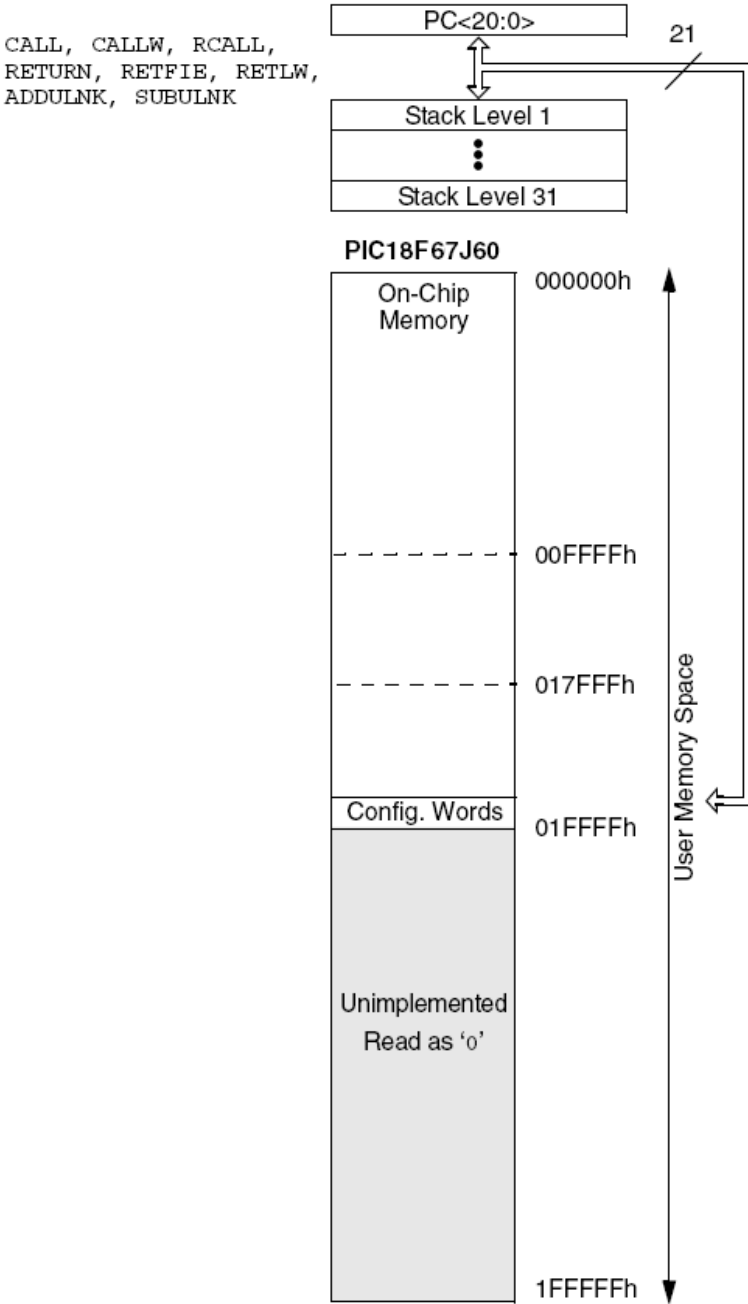 PC<20:0>
21
CALL, CALLW, RCALL,
RETURN, RETFIE, RETLW,
ADDULNK, SUBULNK
Stack Level 1
Stack Level 31
PIC18F67J60
On-Chip
Memory
000000h
00FFFFh
017FFFh
Config. Words
01FFFFh
User Memory Space
Unimplemented
Read as ‘0’
1FFFFFh